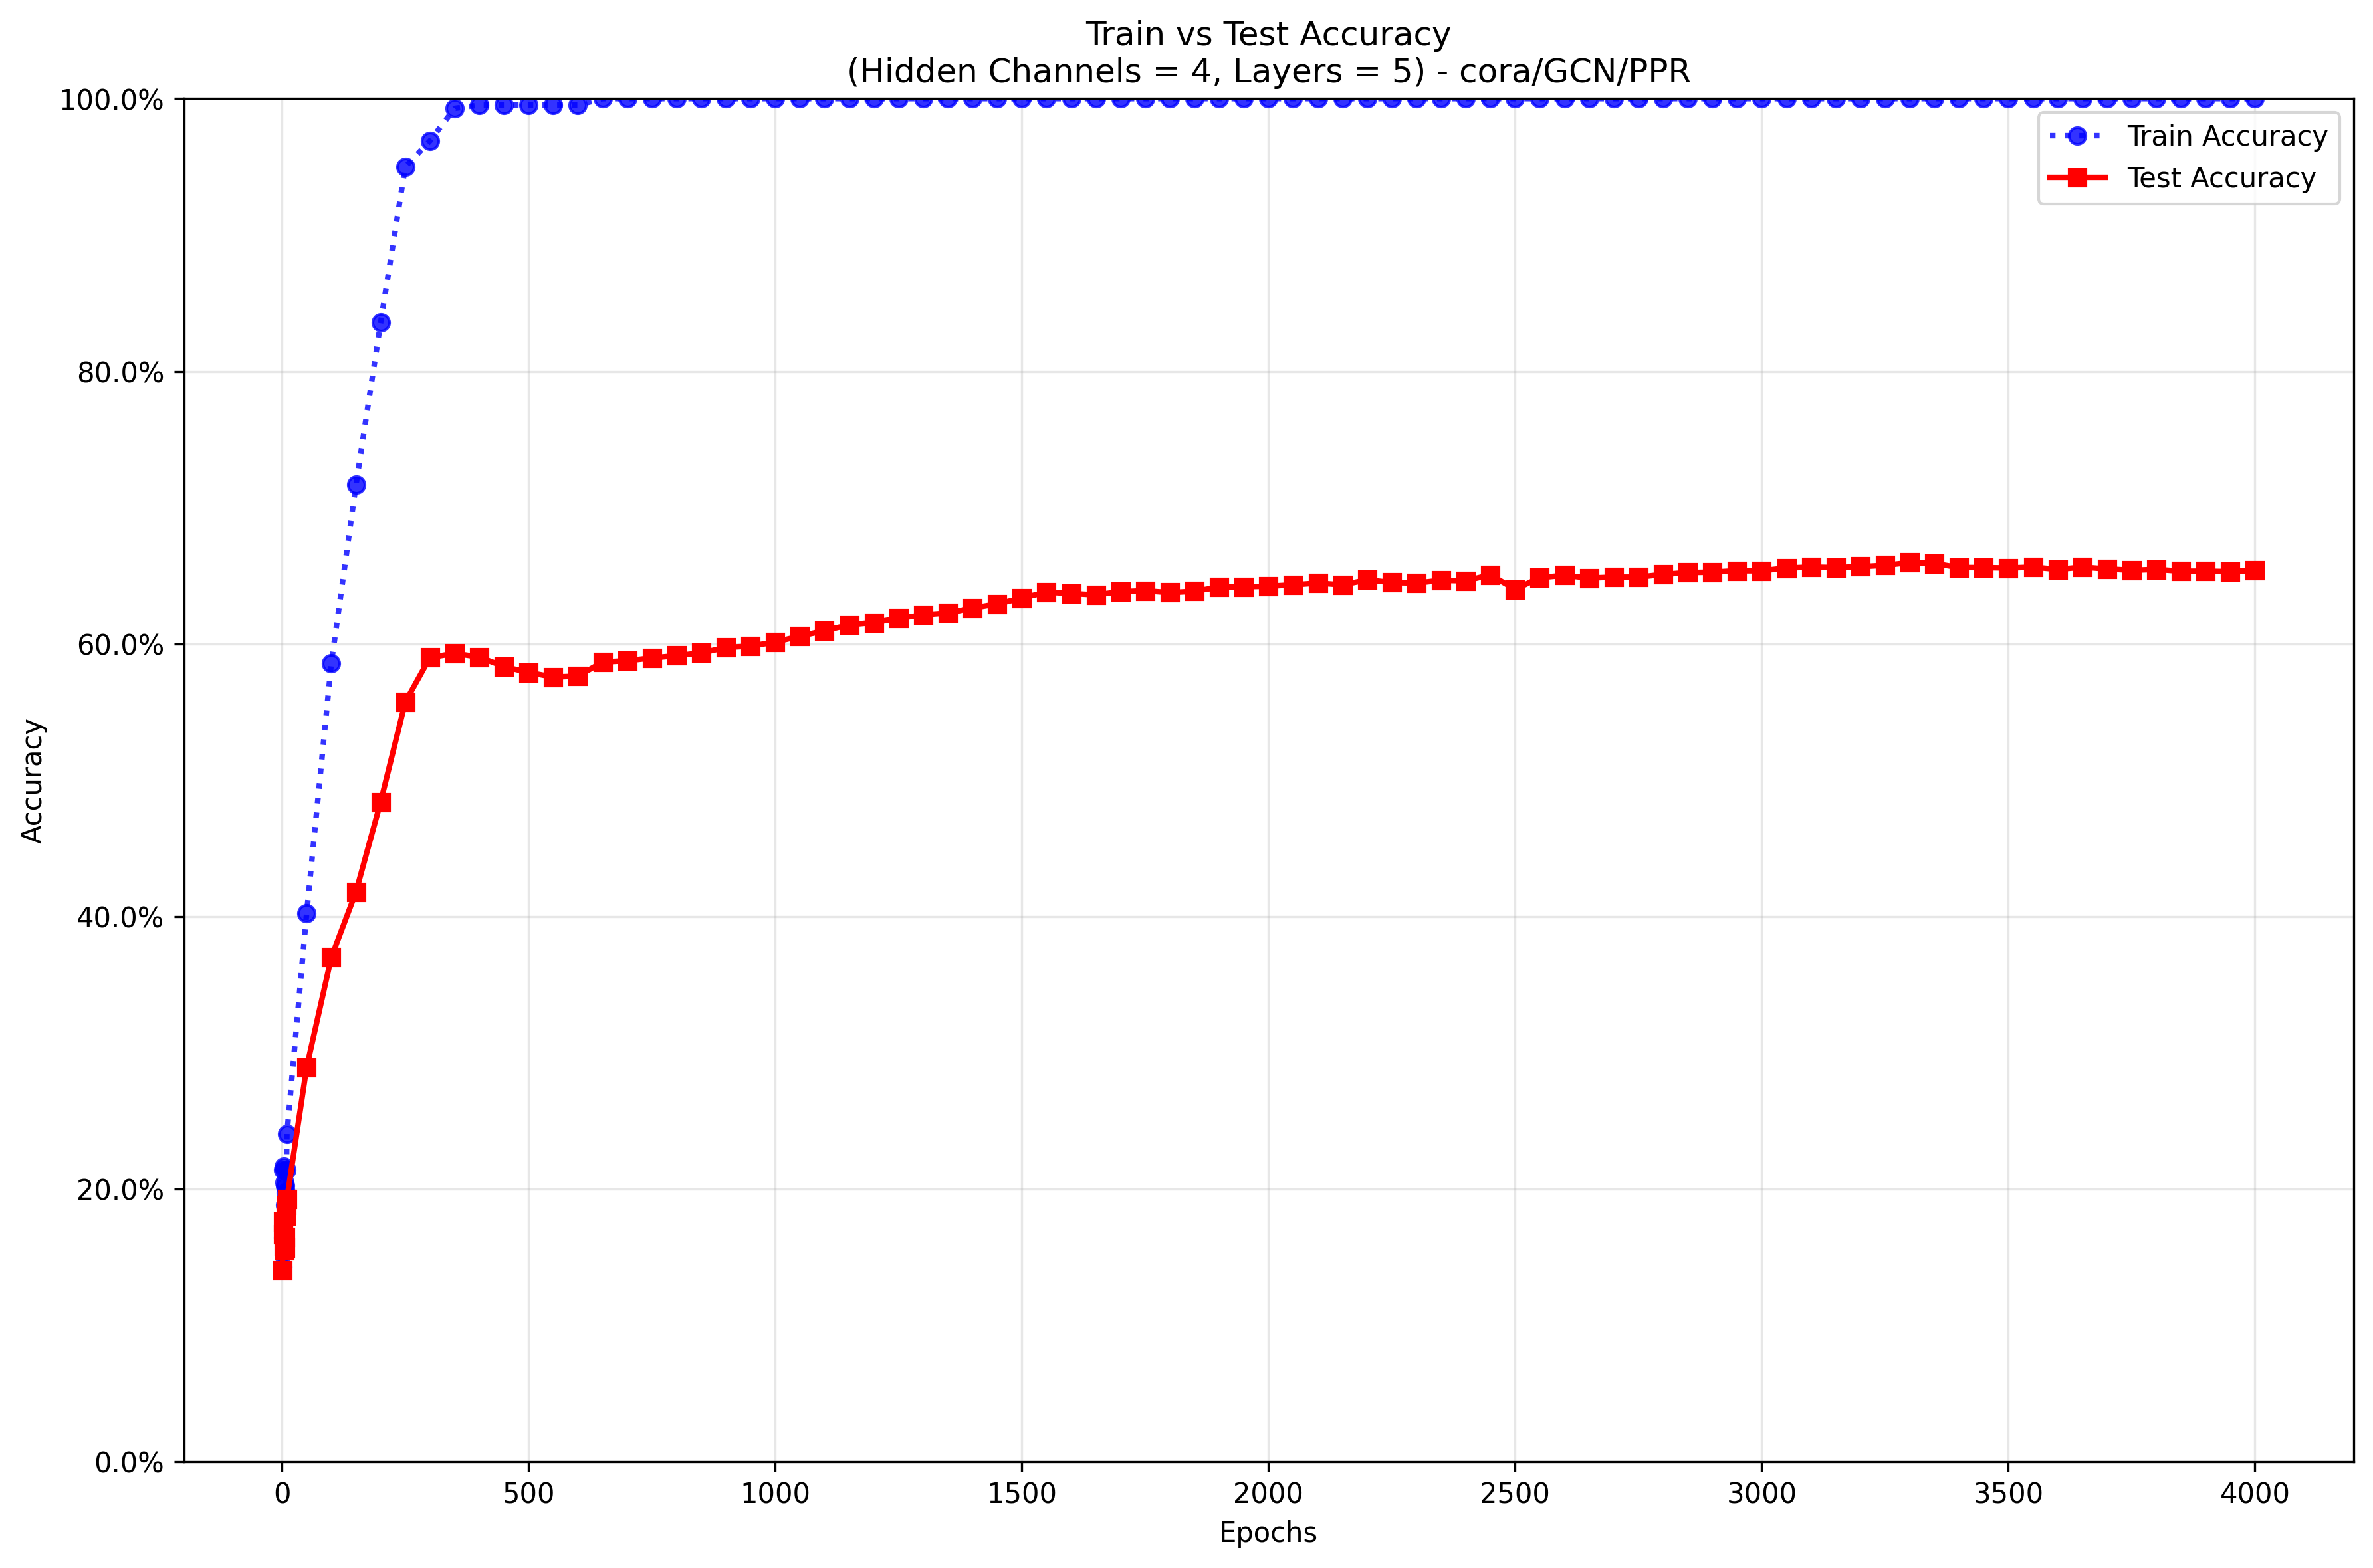 Train vs Test Accuracy
(Hidden Channels = 4, Layers = 5) - cora/GCN/PPR
100.0%
80.0%
60.0%
40.0%
20.0%
0.0%
Accuracy
Train Accuracy
Test Accuracy
0 500 1000 1500 2000 2500 3000 3500 4000
Epochs